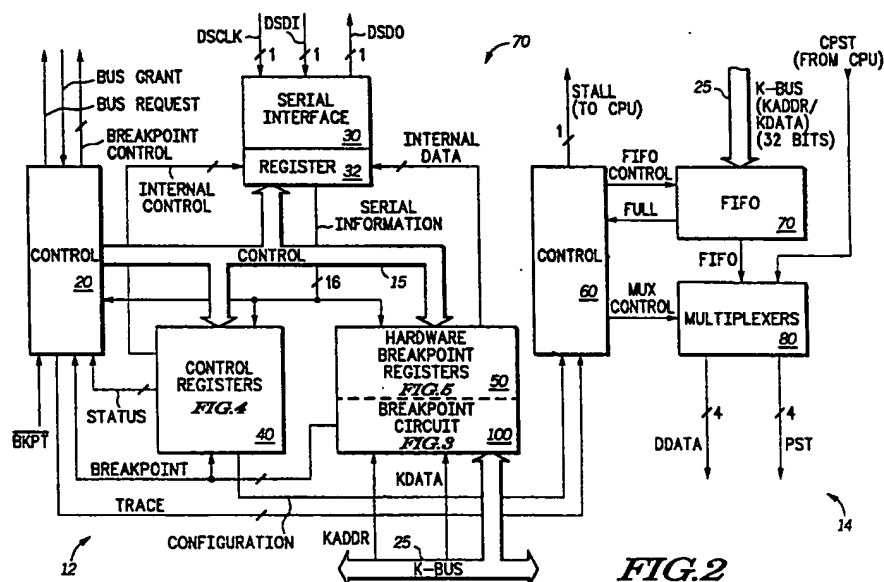 DSCLK
DSDI
DSDO
1
1
1
70
BUS GRANT
BUS REQUEST
BREAKPOINT
CONTROL
INTERNAL
CONTROL
SERIAL INTERFACE
30
REGISTER
32
INTERNAL
DATA
SERIAL
INFORMATION
CONTROL
20
CONTROL
15
16
CONTROL
REGISTERS
FIG.4
40
HARDWARE
BREAKPOINT
REGISTERS
FIG.5
50
BREAKPOINT
CIRCUIT
FIG.3
100
STATUS
BKPT
BREAKPOINT
TRACE
CONFIGURATION
KADDR
KDATA
25
K-BUS
12
STALL
(TO CPU)
1
25
K-BUS
(KADDR/
KDATA)
(32 BITS)
CPST
(FROM CPU)
FIFO
CONTROL
FULL
FIFO
70
CONTROL
60
FIFO
MUX
CONTROL
MULTIPLEXERS
80
4
4
DDATA
PST
14
FIG.2